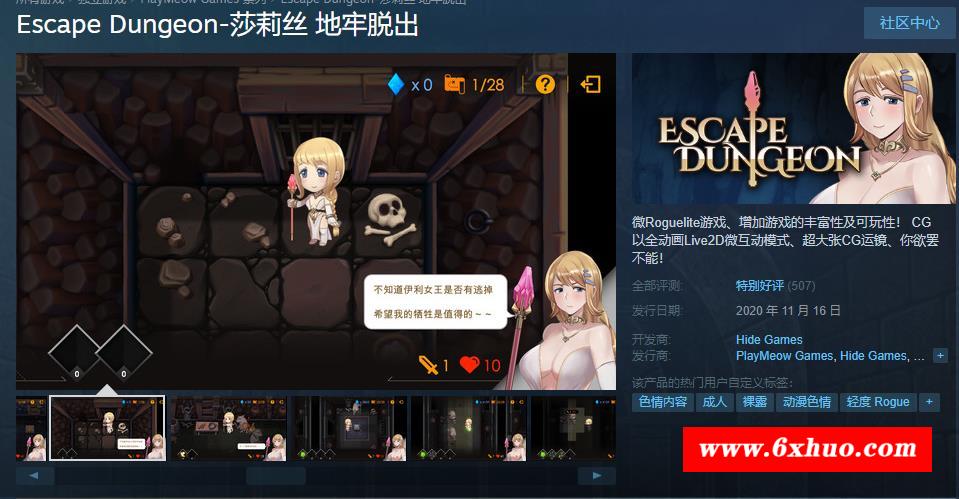 Escape Dungeon-莎莉丝 地牢脱出
社区中心
x 0
1/28
?
ESCAPE
DUNGEON
不知道伊利女王是否有逃掉
希望我的牺牲是值得的～～
1
10
0
0
微Roguelite游戏、增加游戏的丰富性及可玩性! CG
以全动画Live2D微互动模式、超大张CG运镜、你欲罢
不能!
全部评测:
特别好评 (507)
发行日期:
2020 年 11 月 16 日
开发商:
Hide Games
发行商:
PlayMeow Games, Hide Games, ...
+
该产品的热门用户自定义标签:
色情内容
成人
裸露
动漫色情
轻度 Rogue
+
www.6xhuo.com